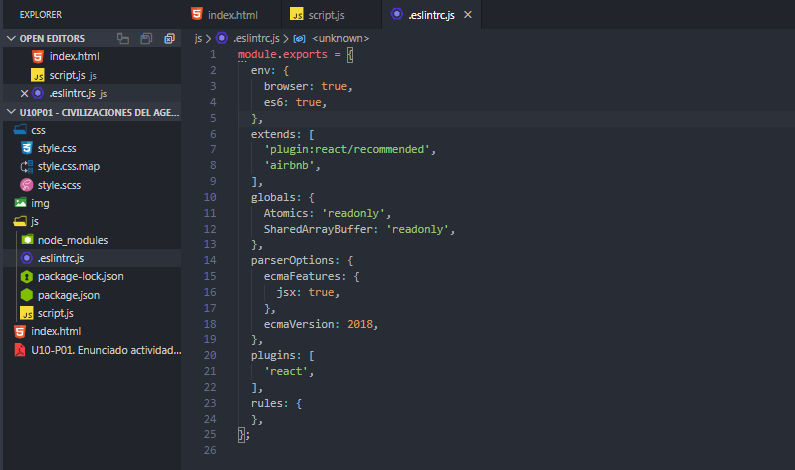 EXPLORER
index.html
script.js
.eslintrc.js
OPEN EDITORS
index.html
script.js js
.eslintrc.js js
U10P01 - CIVILIZACIONES DEL AGE...
css
style.css
style.css.map
style.scss
img
js
node_modules
.eslintrc.js
package-lock.json
package.json
script.js
index.html
U10-P01. Enunciado actividad...
js > .eslintrc.js > <unknown>
1 module.exports = {
2 env: {
3 browser: true,
4 es6: true,
5 },
6 extends: [
7 'plugin:react/recommended',
8 'airbnb',
9 ],
10 globals: {
11 Atomics: 'readonly',
12 SharedArrayBuffer: 'readonly',
13 },
14 parserOptions: {
15 ecmaFeatures: {
16 jsx: true,
17 },
18 ecmaVersion: 2018,
19 },
20 plugins: [
21 'react',
22 ],
23 rules: {
24 },
25 };
26